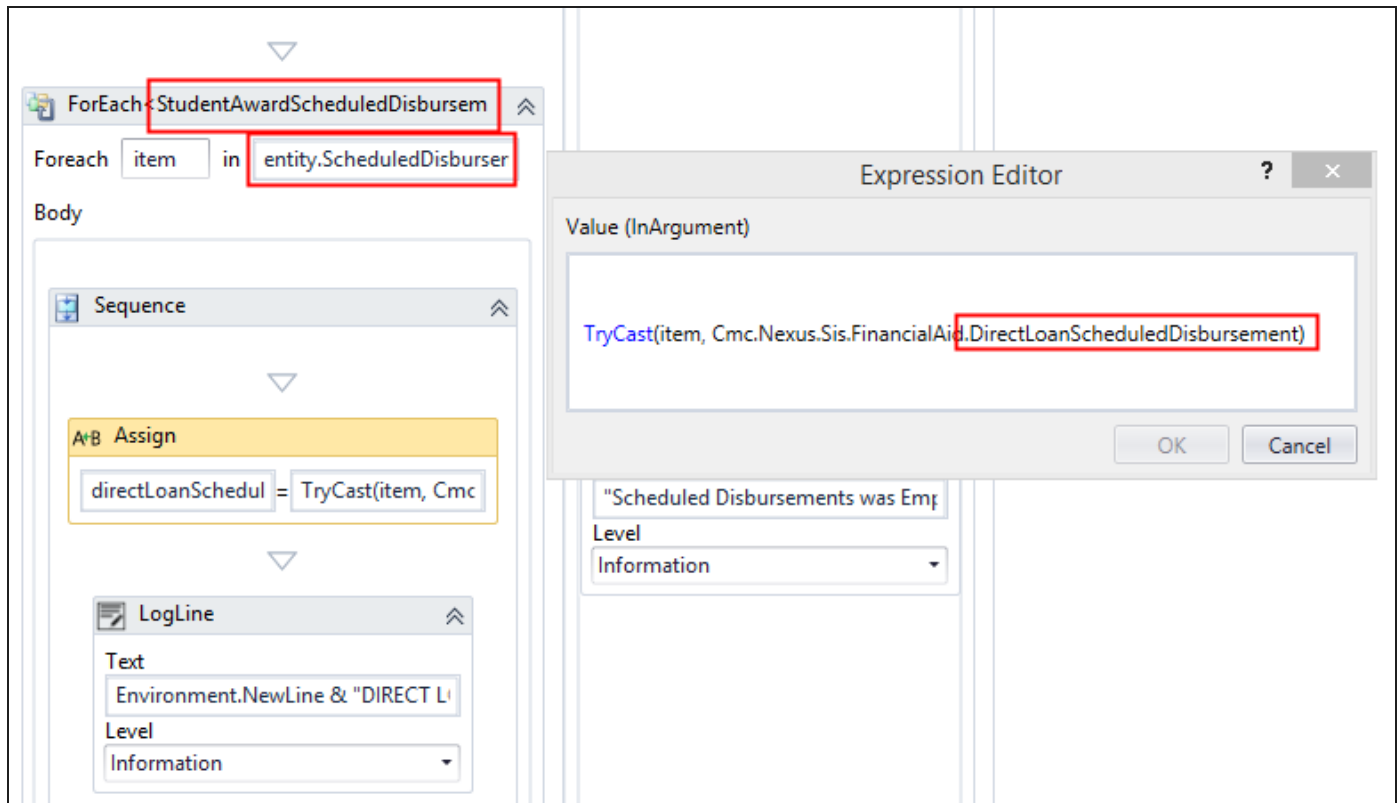 ForEach<StudentAwardScheduledDisbursem
Foreach item in entity.ScheduledDisburser
Body
Sequence
A+B Assign
directLoanSchedul = TryCast(item, Cmc
LogLine
Text
Environment.NewLine & "DIRECT L
Level
Information
Expression Editor ?
Value (InArgument)
TryCast(item, Cmc.Nexus.Sis.FinancialAid.DirectLoanScheduledDisbursement)
OK Cancel
"Scheduled Disbursements was Emp
Level
Information